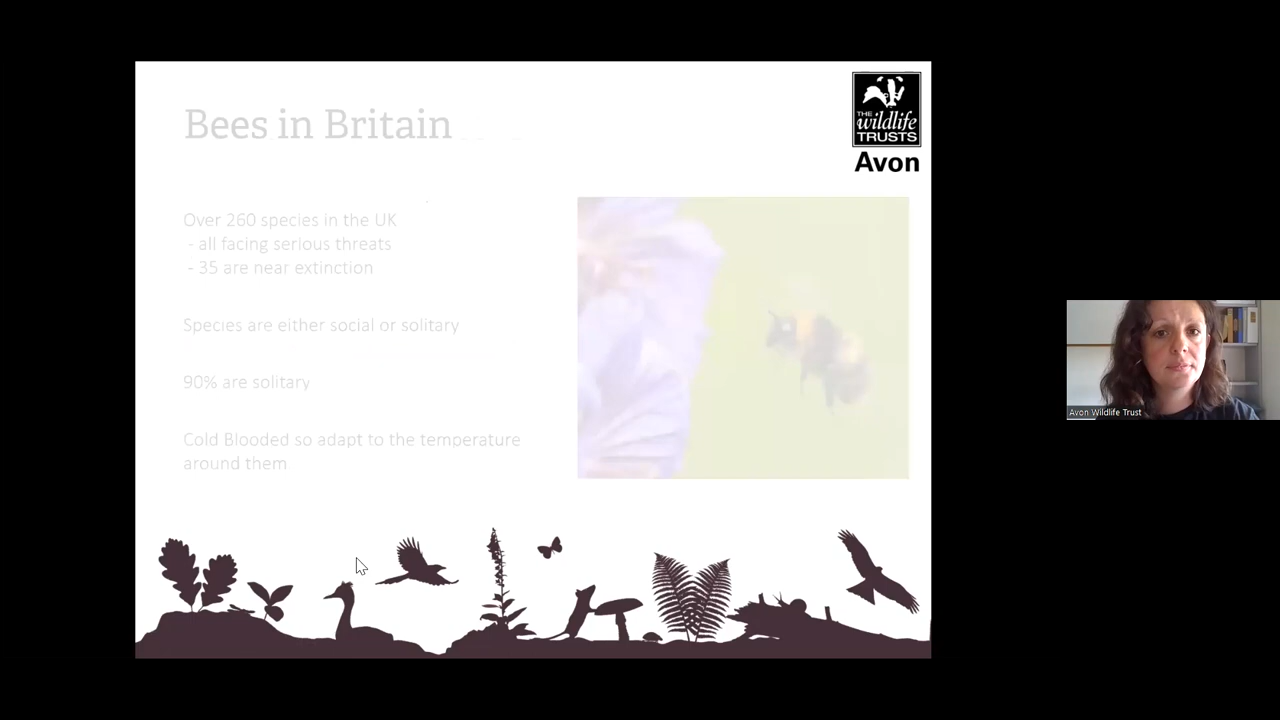 Bees in Britain
THE
wildlife
TRUSTS
Avon
Over 260 species in the UK
- all facing serious threats
- 35 are near extinction
Species are either social or solitary
90% are solitary
Cold Blooded so adapt to the temperature
around them
Avon Wildlife Trust